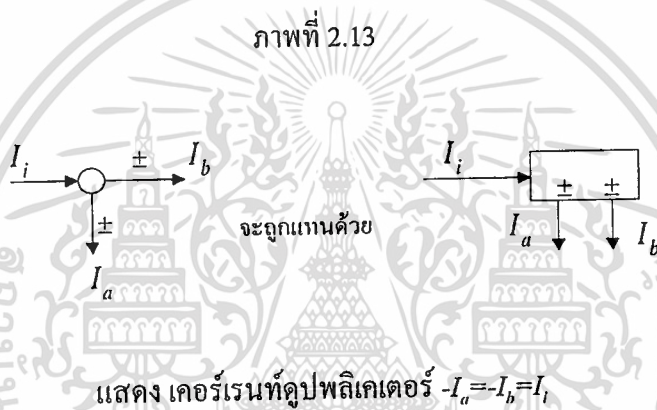 ภาพที่ 2.13
I_i ± I_b
±
I_a
จะถูกแทนด้วย
I_i
± ±
I_a I_b
แสดง เคอร์เรนท์ดูปพลิเคเตอร์ -I_a=-I_b=I_i